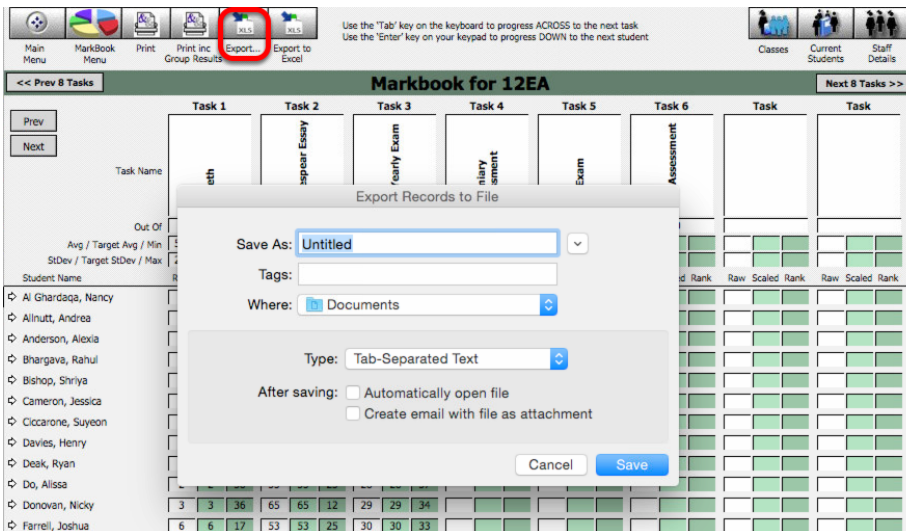 Use the 'Tab' key on the keyboard to progress ACROSS to the next task
Use the 'Enter' key on your keypad to progress DOWN to the next student
XLS
XLS
Main Menu
MarkBook Menu
Print
Print inc Group Results
Export...
Export to Excel
Classes
Current Students
Staff Details
<< Prev 8 Tasks
Markbook for 12EA
Next 8 Tasks >>
Task 1 Task 2 Task 3 Task 4 Task 5 Task 6 Task Task
Prev
Next
Task Name
Essay
Yearly Exam
Exam
Assessment
Export Records to File
Out Of
Save As: Untitled
Avg / Target Avg / Min
StDev / Target StDev / Max
Tags:
Student Name
Rank Raw Scaled Rank Raw Scaled Rank
Where: Documents
Al Ghardaqa, Nancy
Allnutt, Andrea
Anderson, Alexia
Bhargava, Rahul
Type: Tab-Separated Text
Bishop, Shriya
Cameron, Jessica
After saving: Automatically open file
Create email with file as attachment
Ciccarone, Suyeon
Davies, Henry
Deak, Ryan
Cancel
Save
Do, Alissa
Donovan, Nicky 3 3 36 65 65 12 29 29 34
Farrell, Joshua 6 6 17 53 53 25 30 30 33